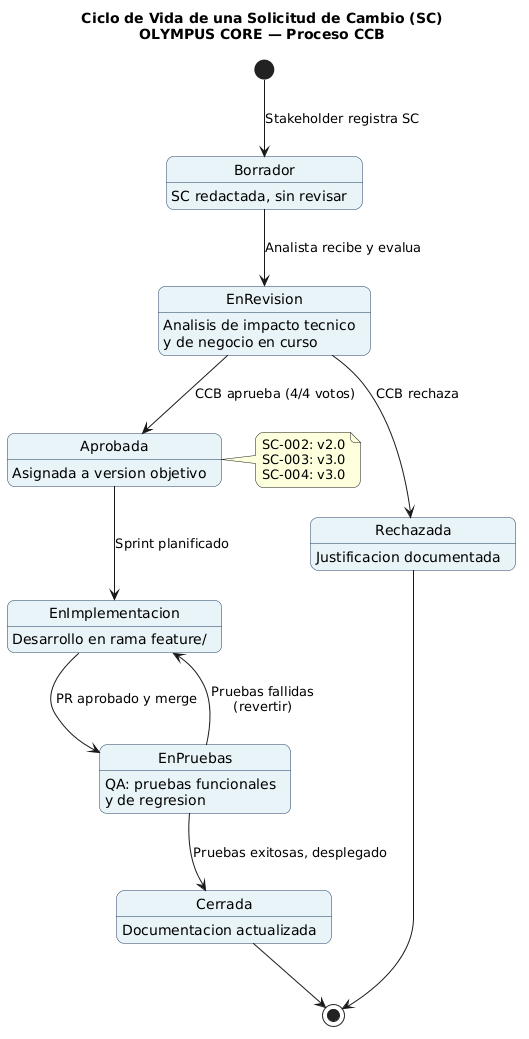 Ciclo de Vida de una Solicitud de Cambio (SC)
OLYMPUS CORE — Proceso CCB
Stakeholder registra SC
Borrador
SC redactada, sin revisar
Analista recibe y evalua
EnRevision
Analisis de impacto tecnico
y de negocio en curso
CCB aprueba (4/4 votos)
CCB rechaza
Aprobada
Asignada a version objetivo
SC-002: v2.0
SC-003: v3.0
SC-004: v3.0
Rechazada
Justificacion documentada
Sprint planificado
EnImplementacion
Desarrollo en rama feature/
PR aprobado y merge
Pruebas fallidas
(revertir)
EnPruebas
QA: pruebas funcionales
y de regresion
Pruebas exitosas, desplegado
Cerrada
Documentacion actualizada